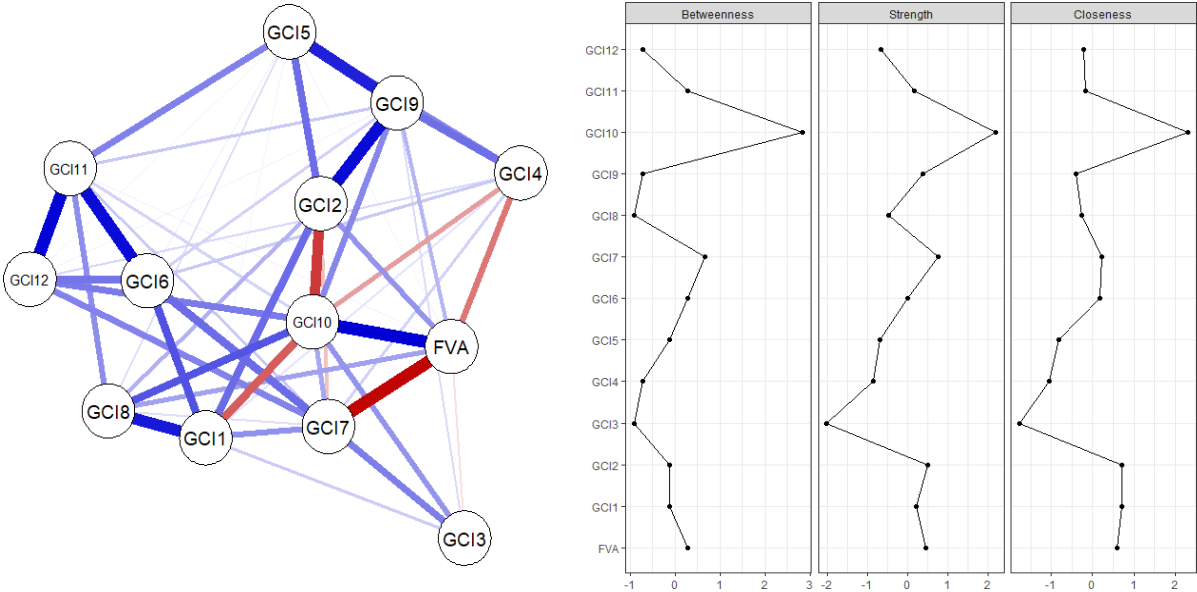 GCI5
GCI9
GCI11
GCI4
GCI2
GCI12
GCI6
GCI10
FVA
GCI8
GCI7
GCI1
GCI3
Betweenness Strength Closeness
GCI12
GCI11
GCI10
GCI9
GCI8
GCI7
GCI6
GCI5
GCI4
GCI3
GCI2
GCI1
FVA
-1 0 1 2 3 -2 -1 0 1 2 -1 0 1 2